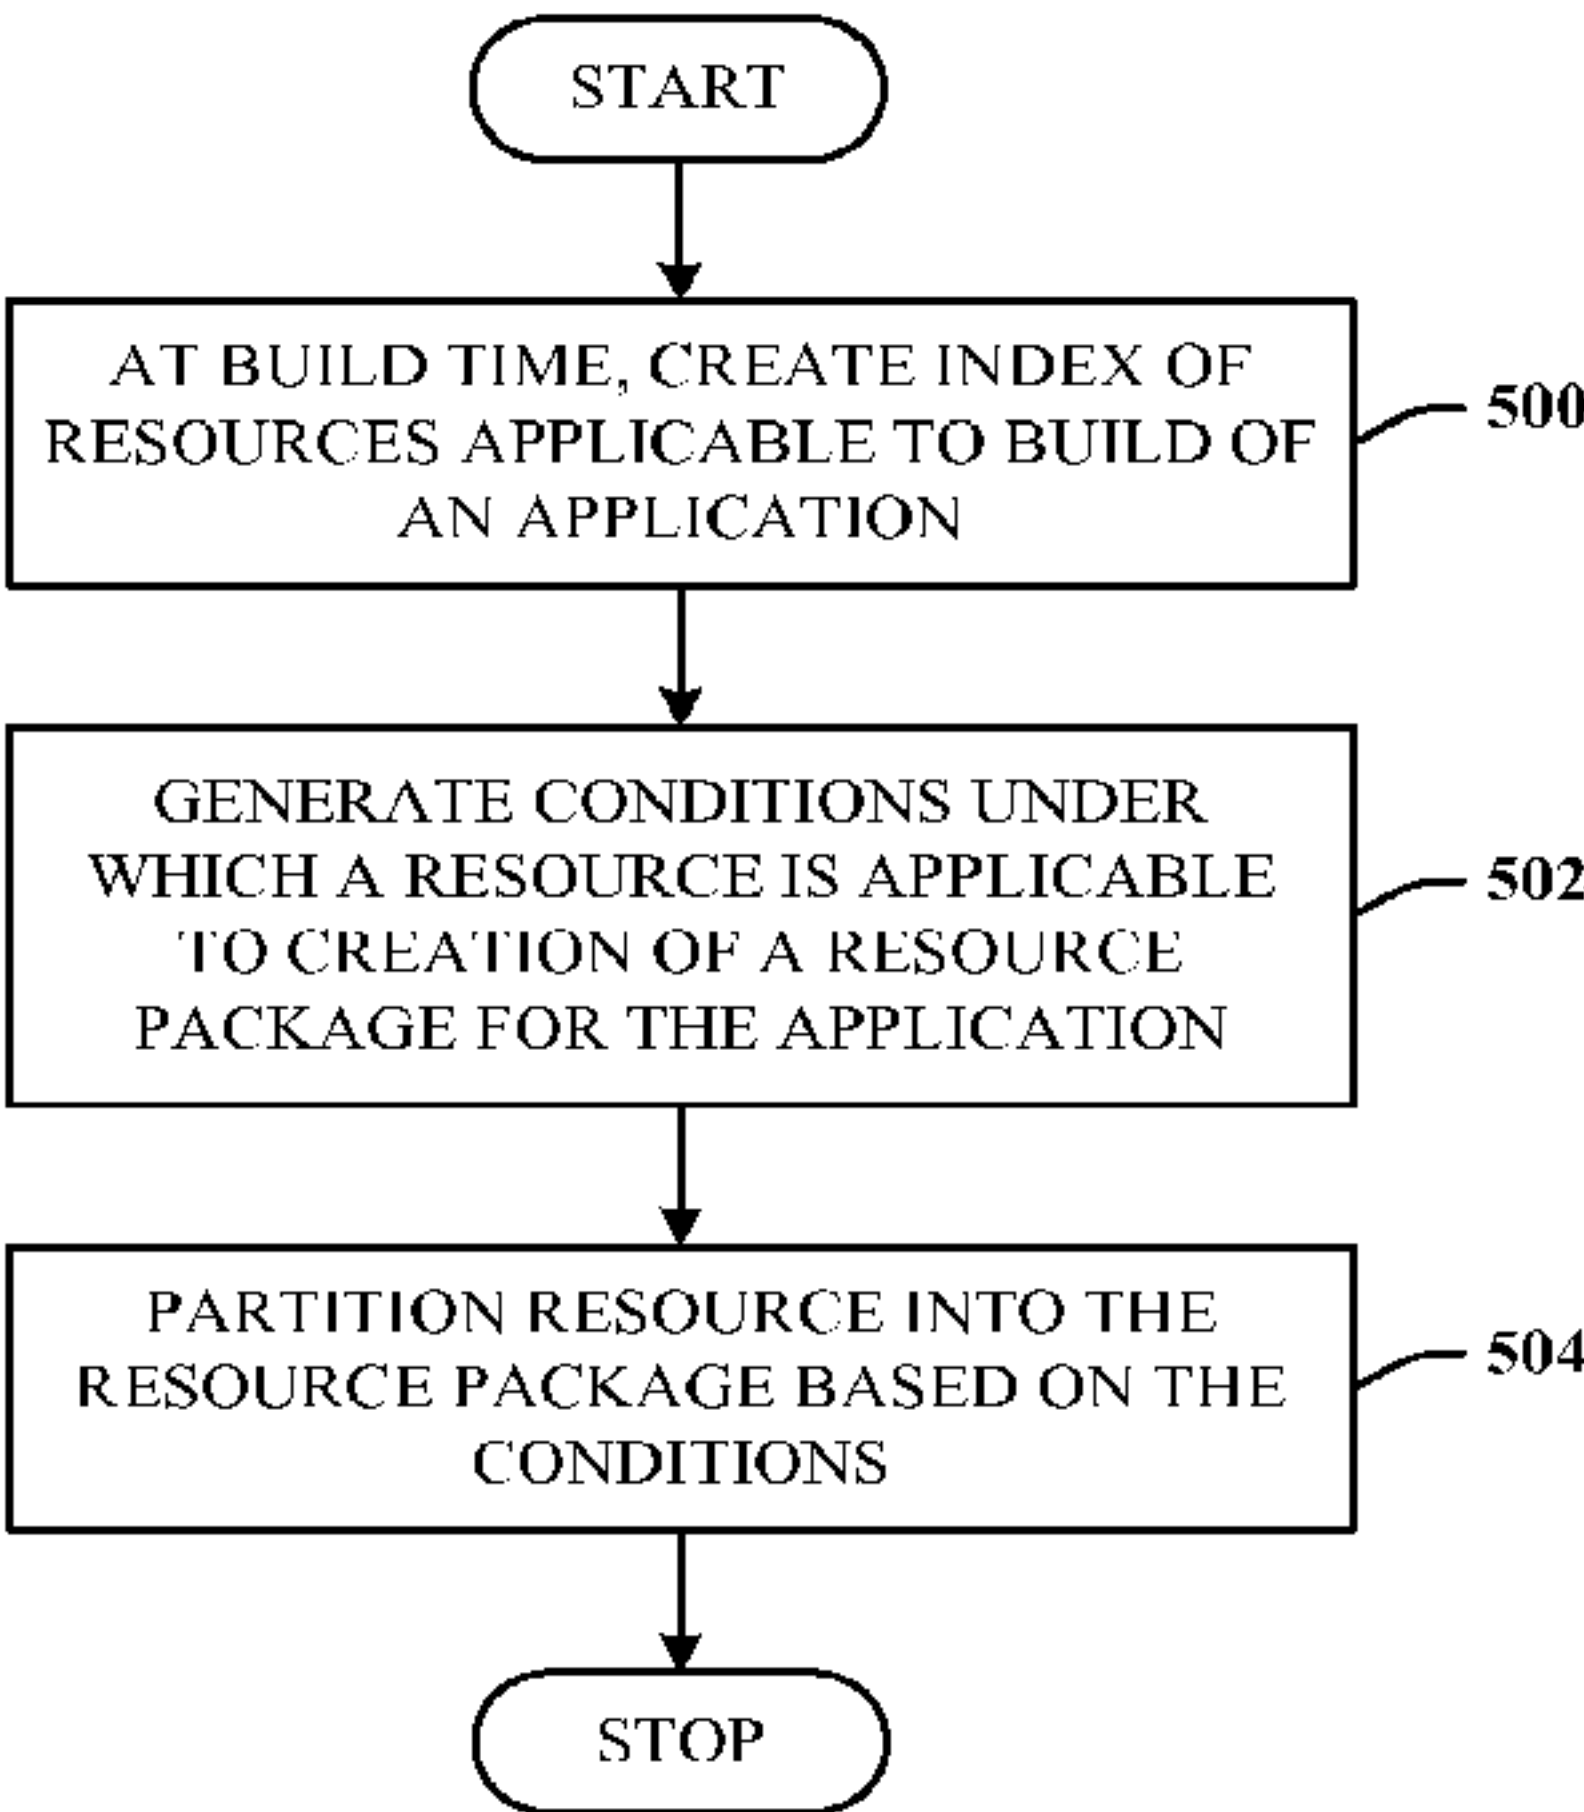 START
AT BUILD TIME, CREATE INDEX OF
RESOURCES APPLICABLE TO BUILD OF
AN APPLICATION
500
GENERATE CONDITIONS UNDER
WHICH A RESOURCE IS APPLICABLE
TO CREATION OF A RESOURCE
PACKAGE FOR THE APPLICATION
502
PARTITION RESOURCE INTO THE
RESOURCE PACKAGE BASED ON THE
CONDITIONS
504
STOP